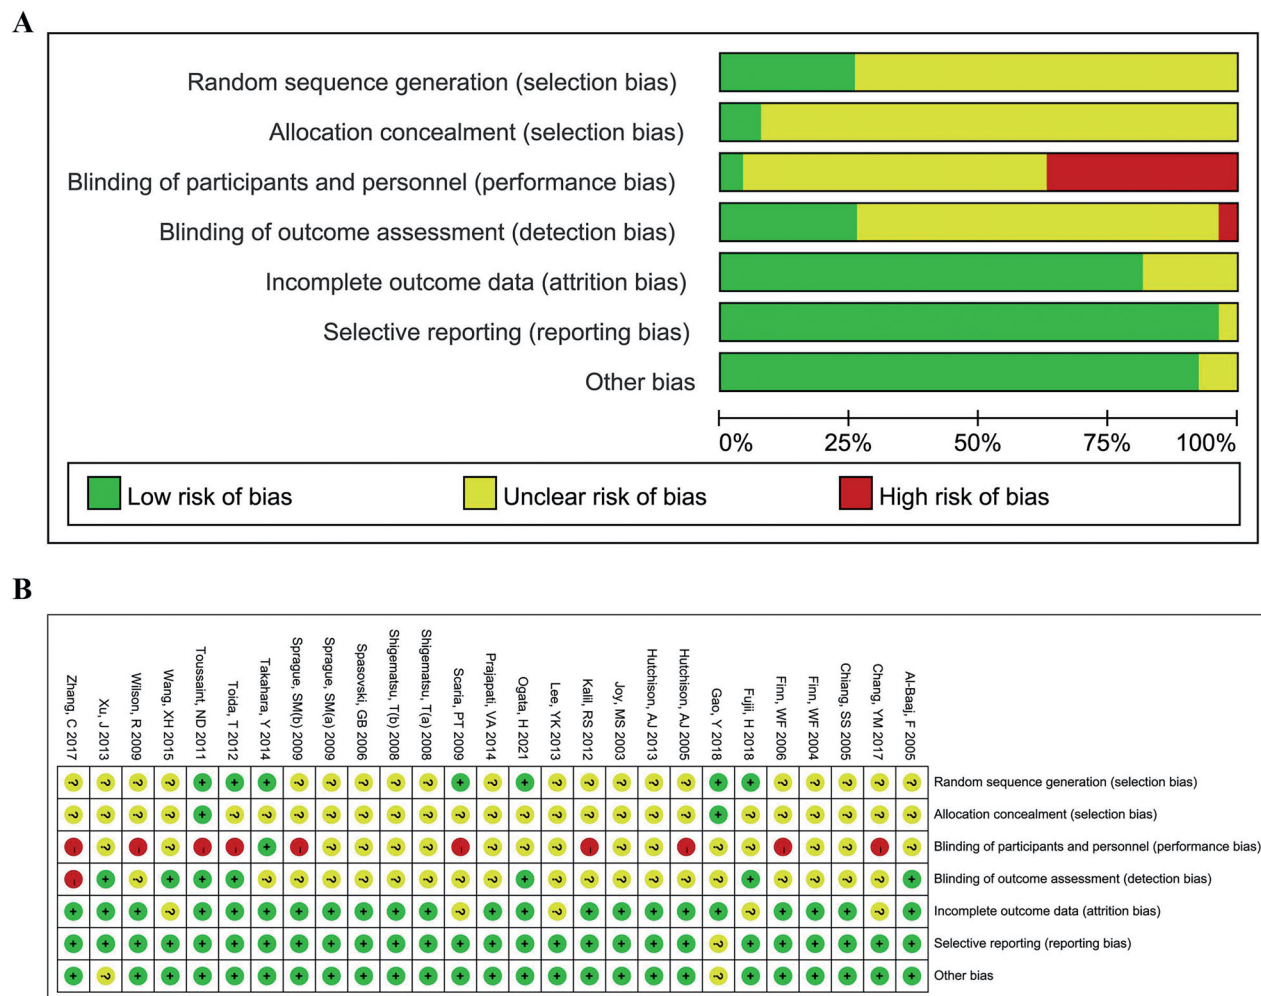 A
Random sequence generation (selection bias)
Allocation concealment (selection bias)
Blinding of participants and personnel (performance bias)
Blinding of outcome assessment (detection bias)
Incomplete outcome data (attrition bias)
Selective reporting (reporting bias)
Other bias
0% 25% 50% 75% 100%
Low risk of bias Unclear risk of bias High risk of bias
B
Zhang, C 2017
Xu, J 2013
Wilson, R 2009
Wang, XH 2015
Toussaint, ND 2011
Toida, T 2012
Takahara, Y 2014
Sprague, SM(b) 2009
Sprague, SM(a) 2009
Spasovski, GB 2006
Shigematsu, T(b) 2008
Shigematsu, T(a) 2008
Scaria, PT 2009
Prajapati, VA 2014
Ogata, H 2021
Lee, YK 2013
Kalil, RS 2012
Joy, MB 2003
Hutchison, AJ 2013
Hutchison, AJ 2005
Gao, Y 2018
Fujii, H 2018
Finn, WF 2006
Finn, WF 2004
Chiang, SS 2005
Chang, YM 2017
Al-Baaj, F 2005
? ? ? ? + + + ? ? ? ? ? + ? + ? ? ? ? ? + + ? ? ? ? ? Random sequence generation (selection bias)
? ? ? ? + ? ? ? ? ? ? ? ? ? ? ? ? ? ? ? + ? ? ? ? ? ? Allocation concealment (selection bias)
– ? – ? – – + – ? ? ? ? – ? ? ? – ? ? – ? ? – ? ? – ? Blinding of participants and personnel (performance bias)
– + ? + + + ? ? ? ? ? ? ? ? + ? ? ? ? ? ? + ? ? ? ? + Blinding of outcome assessment (detection bias)
+ + + ? + + + + + + + + ? + + ? + + + + + ? + + + ? + Incomplete outcome data (attrition bias)
+ + + + + + + + + + + + + + + + + + + + ? + + + + + + Selective reporting (reporting bias)
+ ? + + + + + + + + + + + + + + + + + + ? + + + + + + Other bias